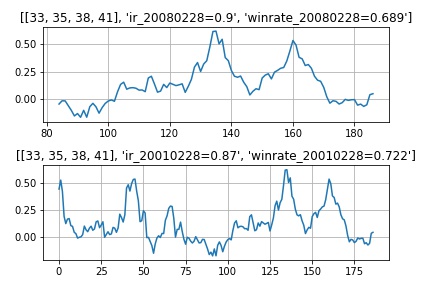 [[33, 35, 38, 41], 'ir_20080228=0.9', 'winrate_20080228=0.689']
0.50
0.25
0.00
80 100 120 140 160 180
[[33, 35, 38, 41], 'ir_20010228=0.87', 'winrate_20010228=0.722']
0.50
0.25
0.00
0 25 50 75 100 125 150 175